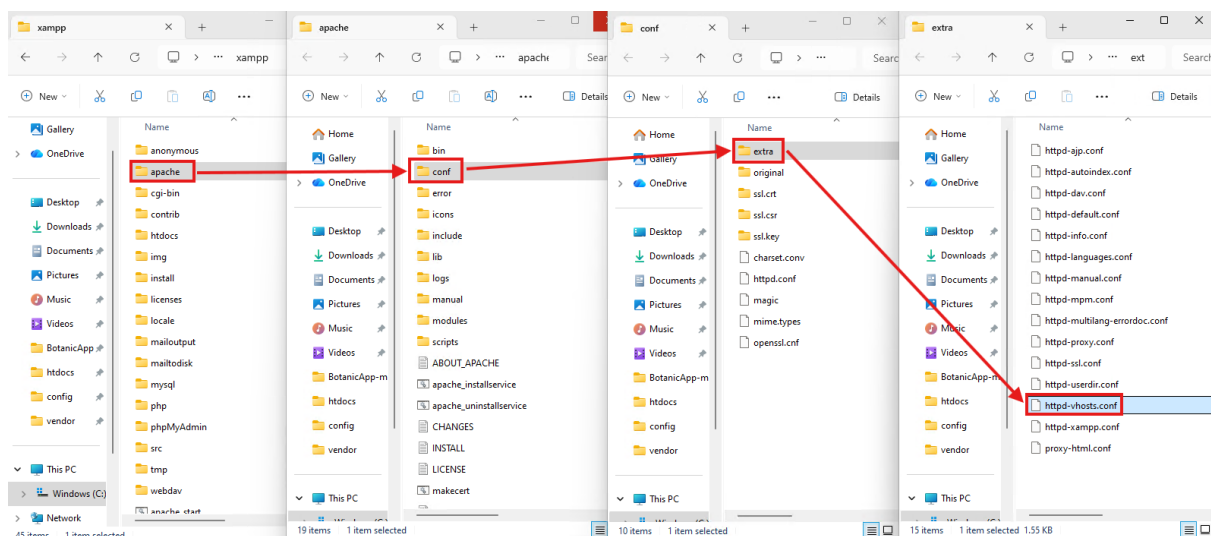 xampp
xampp
New
Gallery
OneDrive
Desktop
Downloads
Documents
Pictures
Music
Videos
BotanicApp
htdocs
config
vendor
This PC
Windows (C:)
Network
Name
anonymous
apache
cgi-bin
contrib
htdocs
img
install
licenses
locale
mailoutput
mailtodisk
mysql
php
phpMyAdmin
src
tmp
webdav
apache_start
45 items 1 item selected
apache
apache Sear
New Details
Home
Gallery
OneDrive
Desktop
Downloads
Documents
Pictures
Music
Videos
BotanicApp-m
htdocs
config
vendor
This PC
Name
bin
conf
error
icons
include
lib
logs
manual
modules
scripts
ABOUT_APACHE
apache_installservice
apache_uninstallservice
CHANGES
INSTALL
LICENSE
makecert
19 items 1 item selected
conf
Searc
New Details
Home
Gallery
OneDrive
Desktop
Downloads
Documents
Pictures
Music
Videos
BotanicApp-m
htdocs
config
vendor
This PC
Name
extra
original
ssl.crt
ssl.csr
ssl.key
charset.conv
httpd.conf
magic
mime.types
openssl.cnf
10 items 1 item selected
extra
ext Search
New Details
Home
Gallery
OneDrive
Desktop
Downloads
Documents
Pictures
Music
Videos
BotanicApp-m
htdocs
config
vendor
This PC
Name
httpd-ajp.conf
httpd-autoindex.conf
httpd-dav.conf
httpd-default.conf
httpd-info.conf
httpd-languages.conf
httpd-manual.conf
httpd-mpm.conf
httpd-multilang-errordoc.conf
httpd-proxy.conf
httpd-ssl.conf
httpd-userdir.conf
httpd-vhosts.conf
httpd-xampp.conf
proxy-html.conf
15 items 1 item selected 1.55 KB